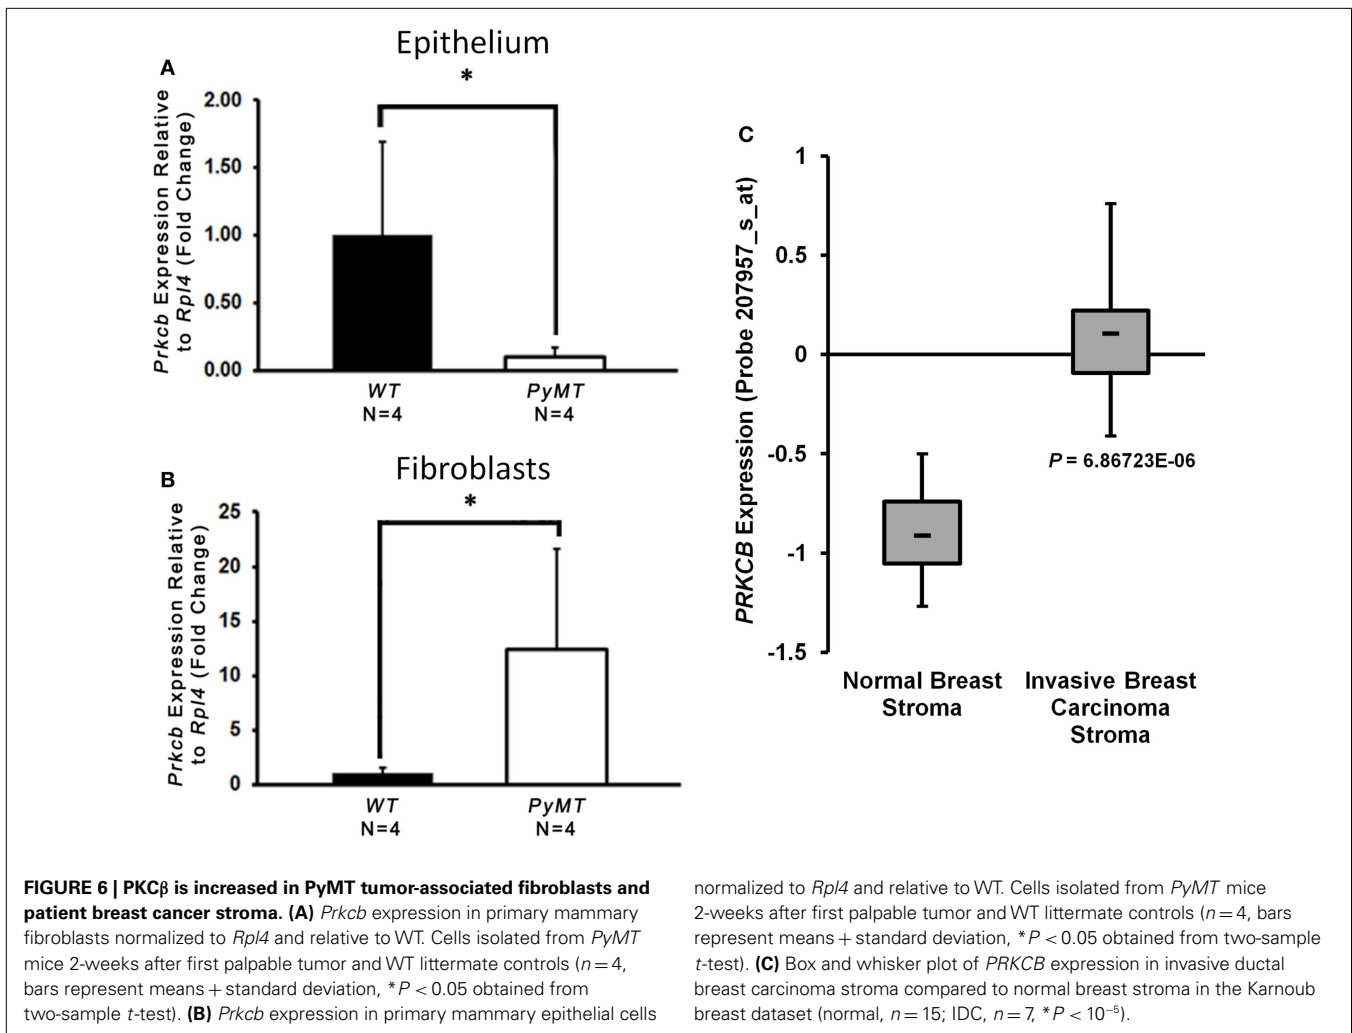 A
Epithelium
*
Prkcb Expression Relative
to Rpl4 (Fold Change)
2.00
1.50
1.00
0.50
0.00
WT
N=4
PyMT
N=4
B
Fibroblasts
*
Prkcb Expression Relative
to Rpl4 (Fold Change)
25
20
15
10
5
0
WT
N=4
PyMT
N=4
C
PRKCB Expression (Probe 207957_s_at)
1
0.5
0
-0.5
-1
-1.5
P = 6.86723E-06
Normal Breast
Stroma
Invasive Breast
Carcinoma
Stroma
FIGURE 6 | PKCβ is increased in PyMT tumor-associated fibroblasts and
patient breast cancer stroma. (A) Prkcb expression in primary mammary
fibroblasts normalized to Rpl4 and relative to WT. Cells isolated from PyMT
mice 2-weeks after first palpable tumor and WT littermate controls (n = 4,
bars represent means + standard deviation, *P < 0.05 obtained from
two-sample t-test). (B) Prkcb expression in primary mammary epithelial cells
normalized to Rpl4 and relative to WT. Cells isolated from PyMT mice
2-weeks after first palpable tumor and WT littermate controls (n = 4, bars
represent means + standard deviation, *P < 0.05 obtained from two-sample
t-test). (C) Box and whisker plot of PRKCB expression in invasive ductal
breast carcinoma stroma compared to normal breast stroma in the Karnoub
breast dataset (normal, n = 15; IDC, n = 7, *P < 10⁻⁵).